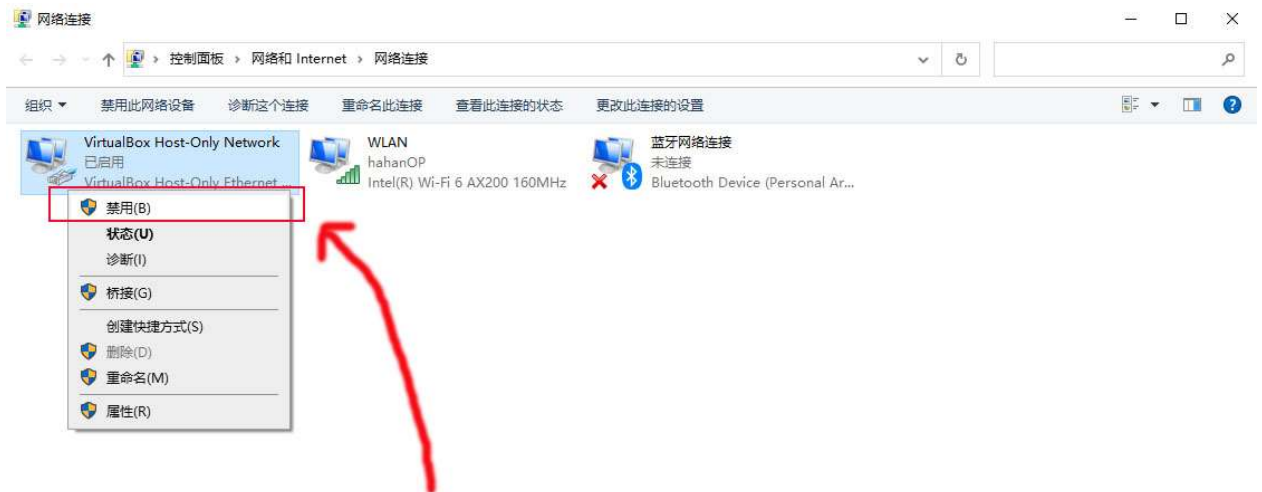 网络连接
控制面板 › 网络和 Internet › 网络连接
组织 禁用此网络设备 诊断这个连接 重命名此连接 查看此连接的状态 更改此连接的设置
VirtualBox Host-Only Network
已启用
VirtualBox Host-Only Ethernet ...
WLAN
hahanOP
Intel(R) Wi-Fi 6 AX200 160MHz
蓝牙网络连接
未连接
Bluetooth Device (Personal Ar...
禁用(B)
状态(U)
诊断(I)
桥接(G)
创建快捷方式(S)
删除(D)
重命名(M)
属性(R)